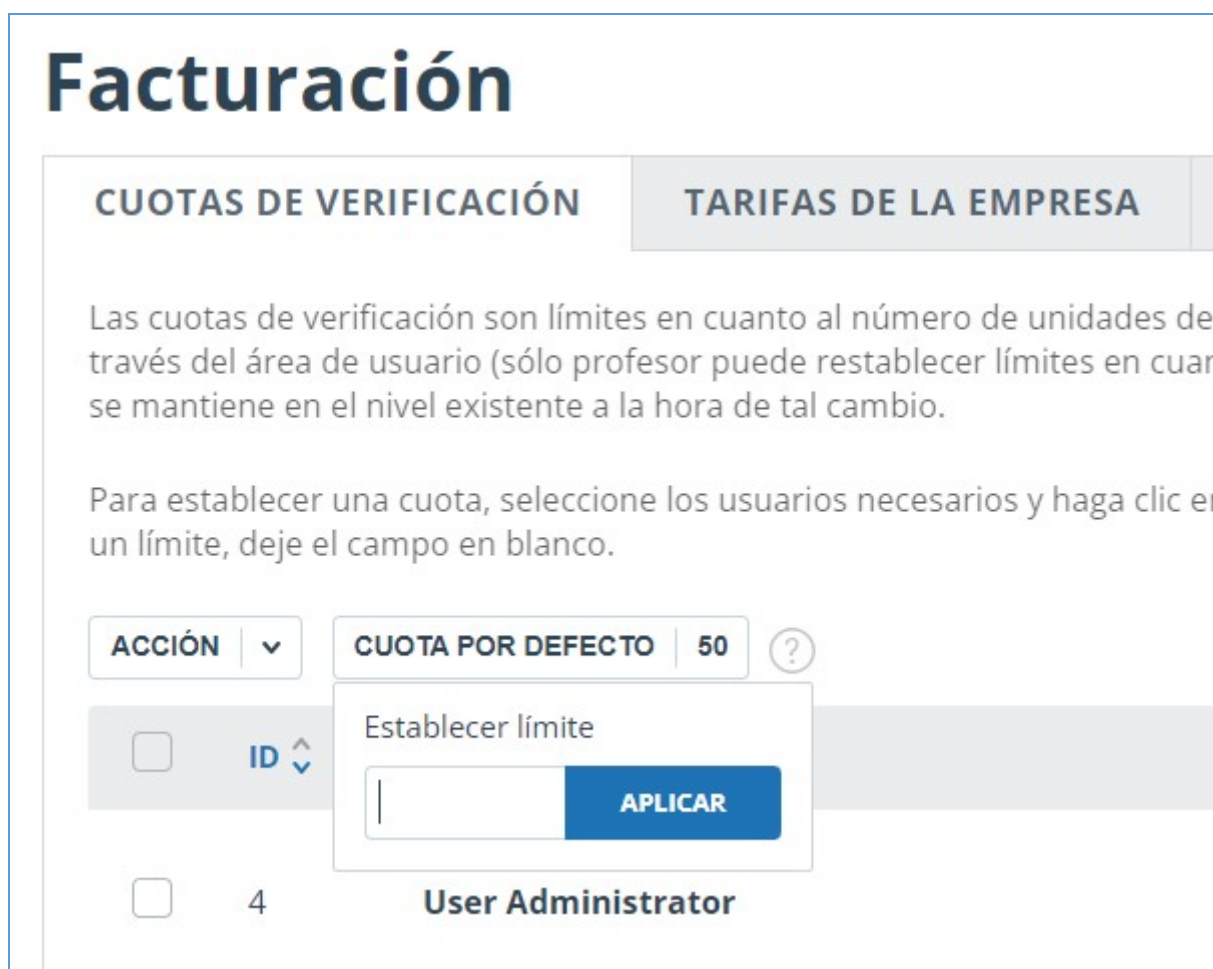 Facturación
CUOTAS DE VERIFICACIÓN TARIFAS DE LA EMPRESA
Las cuotas de verificación son límites en cuanto al número de unidades de
través del área de usuario (sólo profesor puede restablecer límites en cuan
se mantiene en el nivel existente a la hora de tal cambio.
Para establecer una cuota, seleccione los usuarios necesarios y haga clic en
un límite, deje el campo en blanco.
ACCIÓN CUOTA POR DEFECTO 50 ?
Establecer límite
ID
APLICAR
4 User Administrator